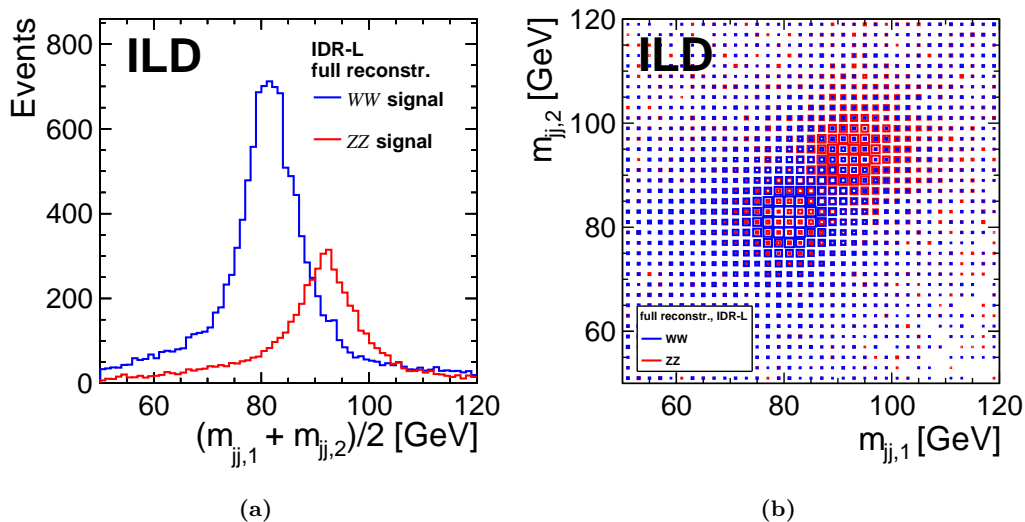 ILD
IDR-L
full reconstr.
WW signal
ZZ signal
Events
800
600
400
200
0
60
80
100
120
(m_jj,1 + m_jj,2)/2 [GeV]
(a)
ILD
m_jj,2 [GeV]
120
100
80
60
full reconstr., IDR-L
WW
ZZ
60
80
100
120
m_jj,1 [GeV]
(b)